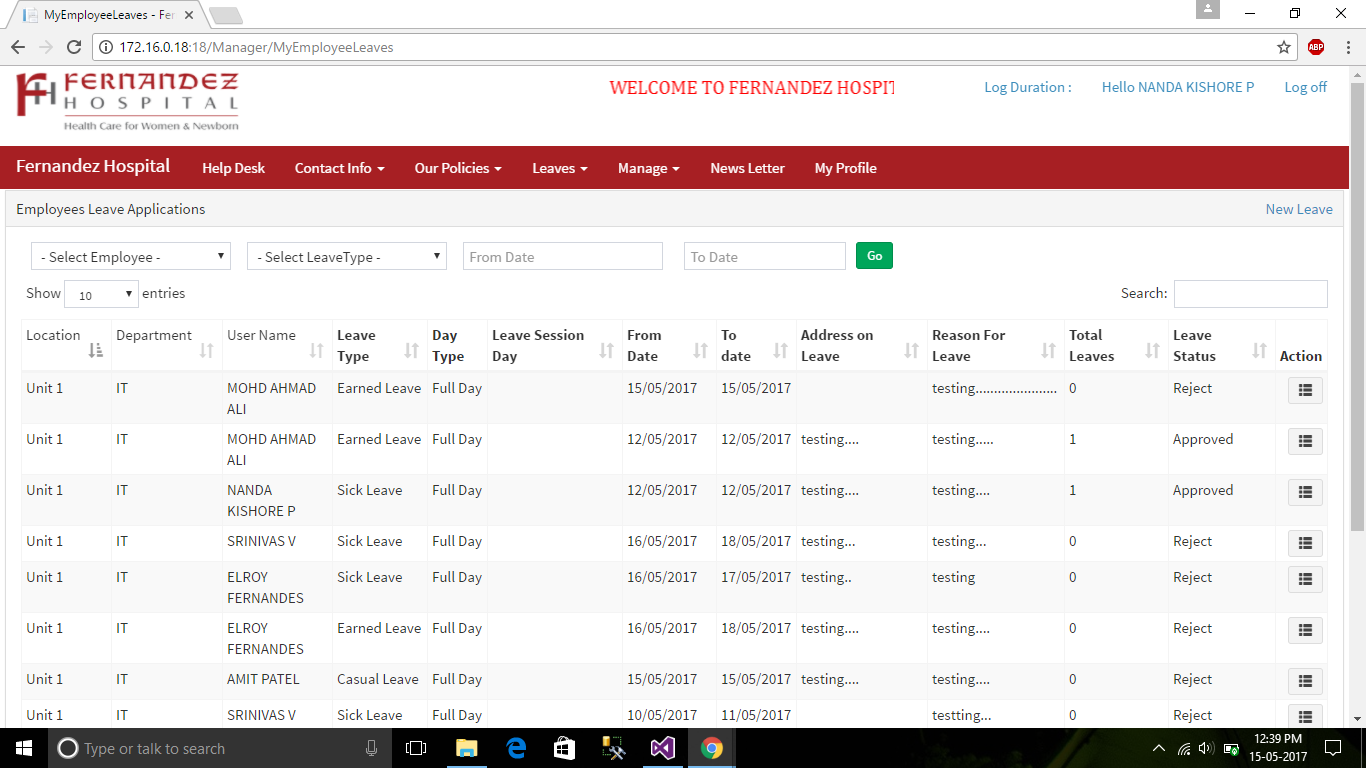 MyEmployeeLeaves - Fer
172.16.0.18:18/Manager/MyEmployeeLeaves
ABP
FERNANDEZ
HOSPITAL
Health Care for Women & Newborn
WELCOME TO FERNANDEZ HOSPIT
Log Duration : Hello NANDA KISHORE P Log off
Fernandez Hospital Help Desk Contact Info Our Policies Leaves Manage News Letter My Profile
Employees Leave Applications New Leave
- Select Employee - - Select LeaveType - From Date To Date Go
Show 10 entries Search:
Location Department User Name Leave Type Day Type Leave Session Day From Date To date Address on Leave Reason For Leave Total Leaves Leave Status Action
Unit 1 IT MOHD AHMAD ALI Earned Leave Full Day 15/05/2017 15/05/2017 testing...................... 0 Reject
Unit 1 IT MOHD AHMAD ALI Earned Leave Full Day 12/05/2017 12/05/2017 testing.... testing..... 1 Approved
Unit 1 IT NANDA KISHORE P Sick Leave Full Day 12/05/2017 12/05/2017 testing.... testing.... 1 Approved
Unit 1 IT SRINIVAS V Sick Leave Full Day 16/05/2017 18/05/2017 testing... testing... 0 Reject
Unit 1 IT ELROY FERNANDES Sick Leave Full Day 16/05/2017 17/05/2017 testing.. testing 0 Reject
Unit 1 IT ELROY FERNANDES Earned Leave Full Day 16/05/2017 18/05/2017 testing.... testing.... 0 Reject
Unit 1 IT AMIT PATEL Casual Leave Full Day 15/05/2017 15/05/2017 testing.... testing.... 0 Reject
Unit 1 IT SRINIVAS V Sick Leave Full Day 10/05/2017 11/05/2017 testting... 0 Reject
Type or talk to search
12:39 PM
15-05-2017